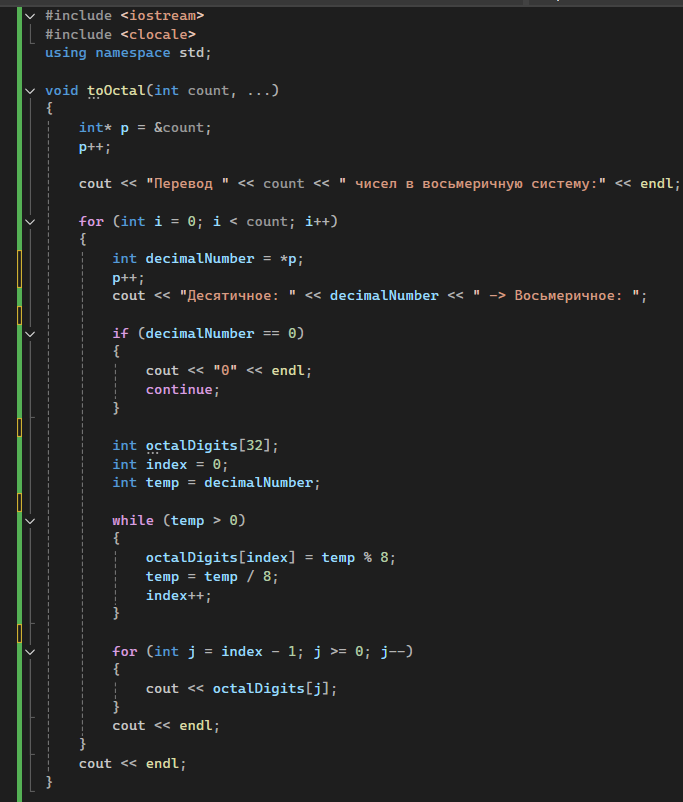 #include <iostream>
#include <clocale>
using namespace std;
void toOctal(int count, ...)
{
int* p = &count;
p++;
cout << "Перевод " << count << " чисел в восьмеричную систему:" << endl;
for (int i = 0; i < count; i++)
{
int decimalNumber = *p;
p++;
cout << "Десятичное: " << decimalNumber << " -> Восьмеричное: ";
if (decimalNumber == 0)
{
cout << "0" << endl;
continue;
}
int octalDigits[32];
int index = 0;
int temp = decimalNumber;
while (temp > 0)
{
octalDigits[index] = temp % 8;
temp = temp / 8;
index++;
}
for (int j = index - 1; j >= 0; j--)
{
cout << octalDigits[j];
}
cout << endl;
}
cout << endl;
}